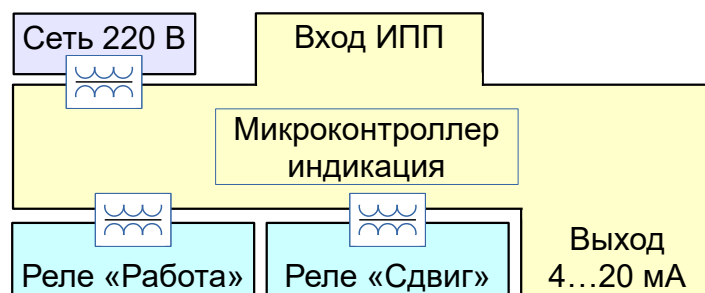 Сеть 220 В
Вход ИПП
Микроконтроллер
индикация
Реле «Работа»
Реле «Сдвиг»
Выход
4…20 мА